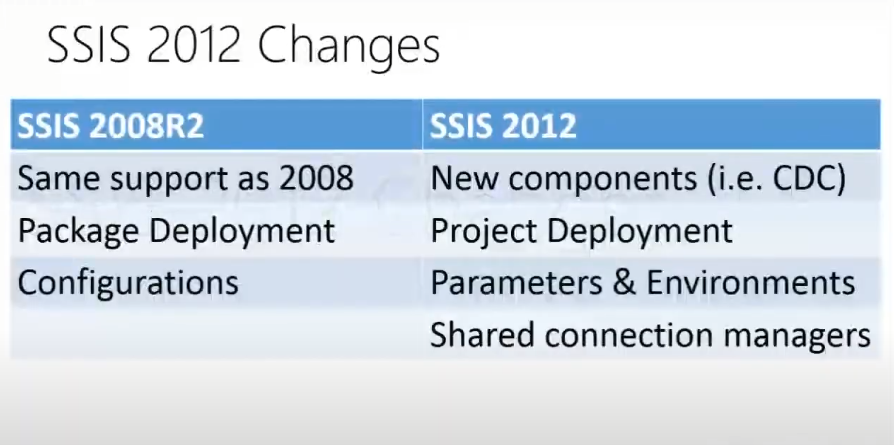 SSIS 2012 Changes
SSIS 2008R2 SSIS 2012
Same support as 2008 New components (i.e. CDC)
Package Deployment Project Deployment
Configurations Parameters & Environments
Shared connection managers